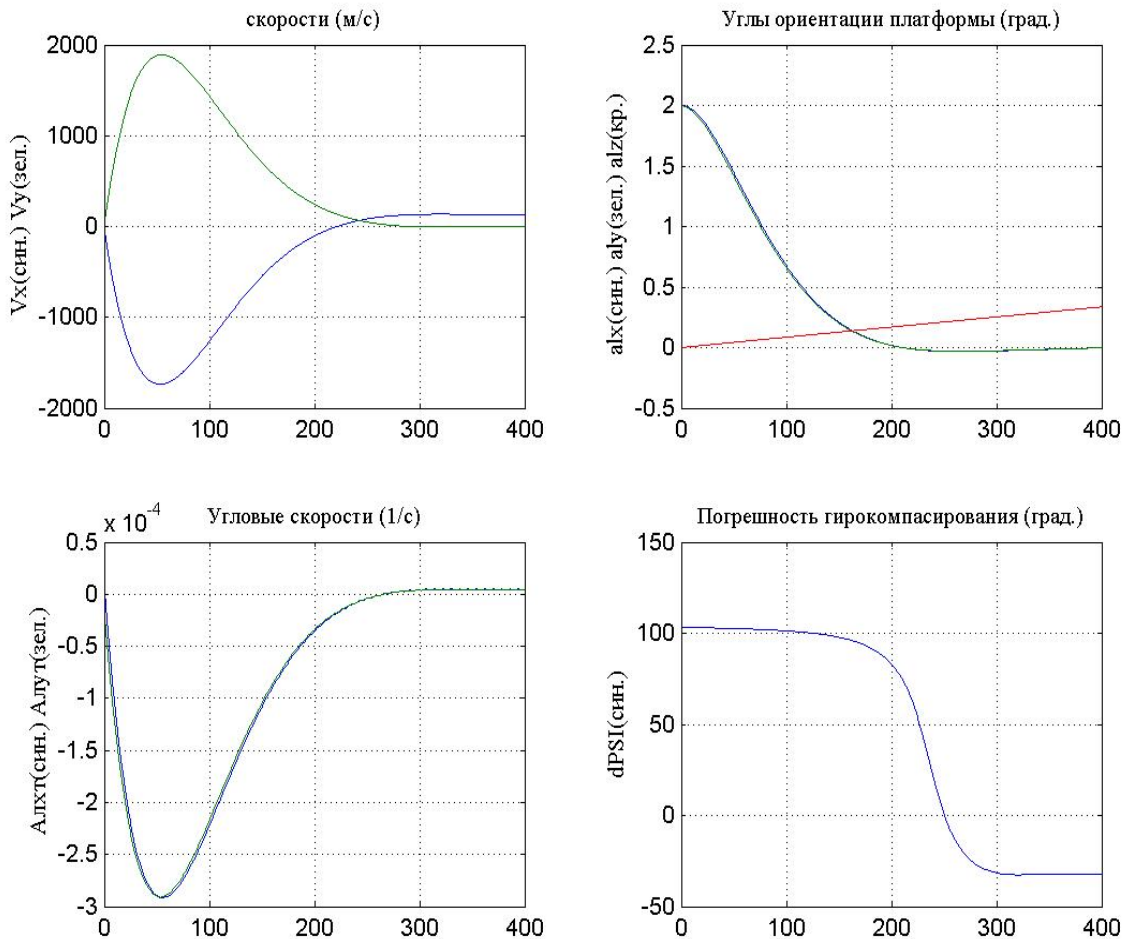 скорости (м/с)
2000
1000
0
-1000
-2000
0 100 200 300 400
Vx(син.) Vy(зел.)
Углы ориентации платформы (град.)
2.5
2
1.5
1
0.5
0
-0.5
0 100 200 300 400
alx(син.) aly(зел.) alz(кр.)
Угловые скорости (1/с)
x 10-4
0.5
0
-0.5
-1
-1.5
-2
-2.5
-3
0 100 200 300 400
Алхт(син.) Алут(зел.)
Погрешность гирокомпасирования (град.)
150
100
50
0
-50
0 100 200 300 400
dPSI(син.)